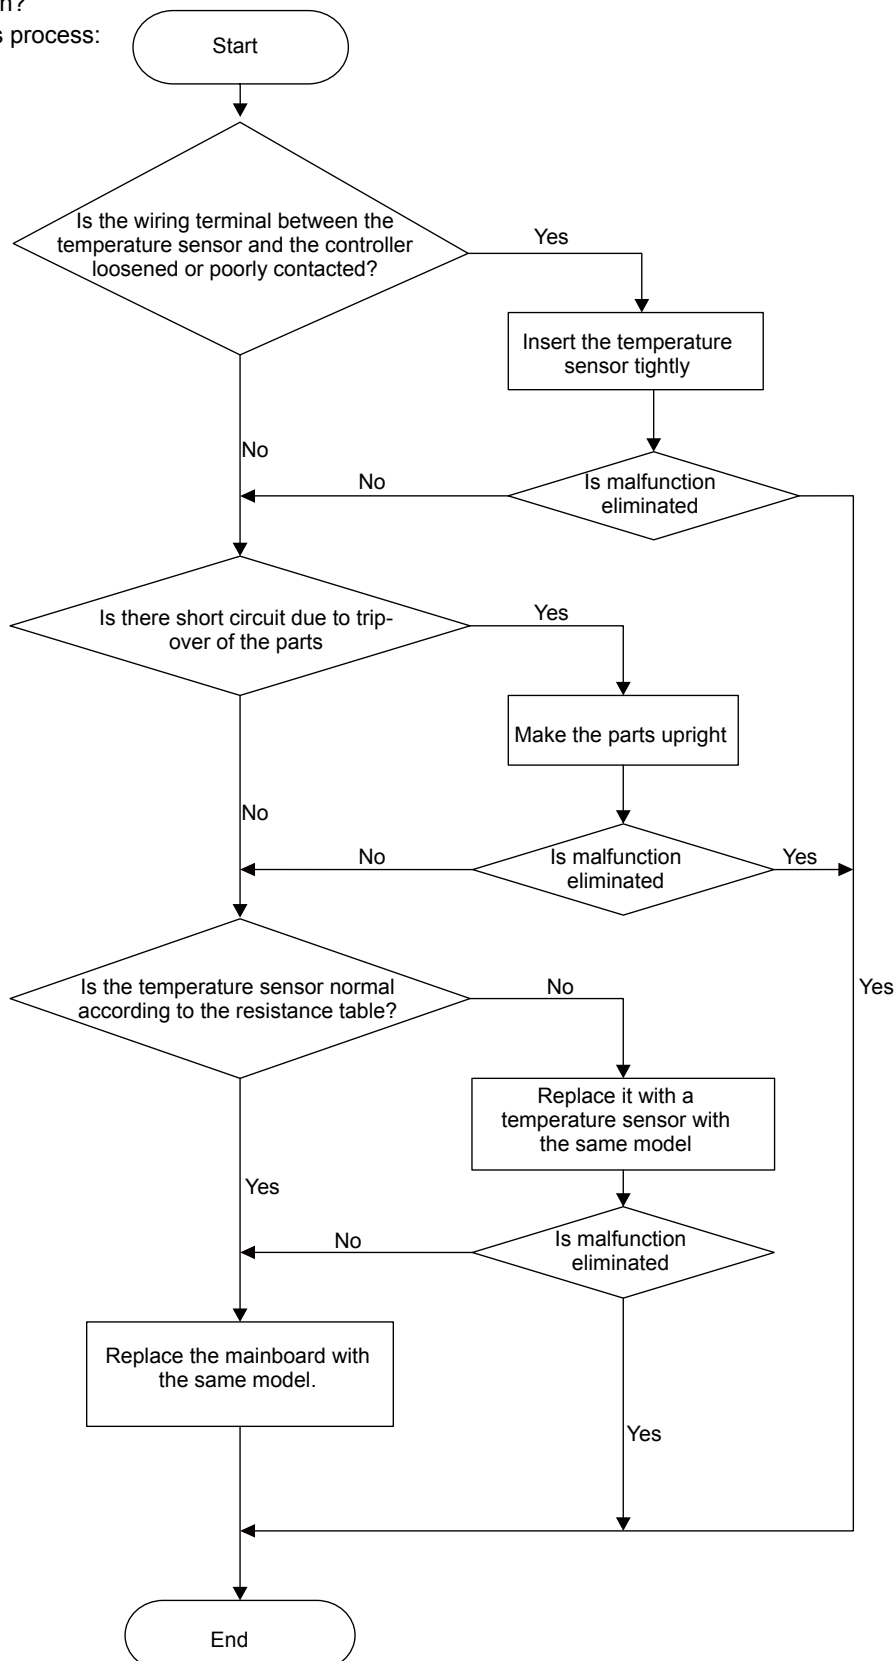 n?
s process:
Start
Is the wiring terminal between the
temperature sensor and the controller
loosened or poorly contacted?
Yes
Insert the temperature
sensor tightly
No
No
Is malfunction
eliminated
Is there short circuit due to trip-
over of the parts
Yes
Make the parts upright
No
No
Is malfunction
eliminated
Yes
Is the temperature sensor normal
according to the resistance table?
No
Yes
Replace it with a
temperature sensor with
the same model
Yes
No
Is malfunction
eliminated
Replace the mainboard with
the same model.
Yes
End